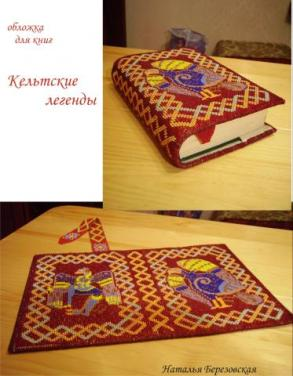 обложка
для книг
Кельтские
легенды
Наталья Березовская